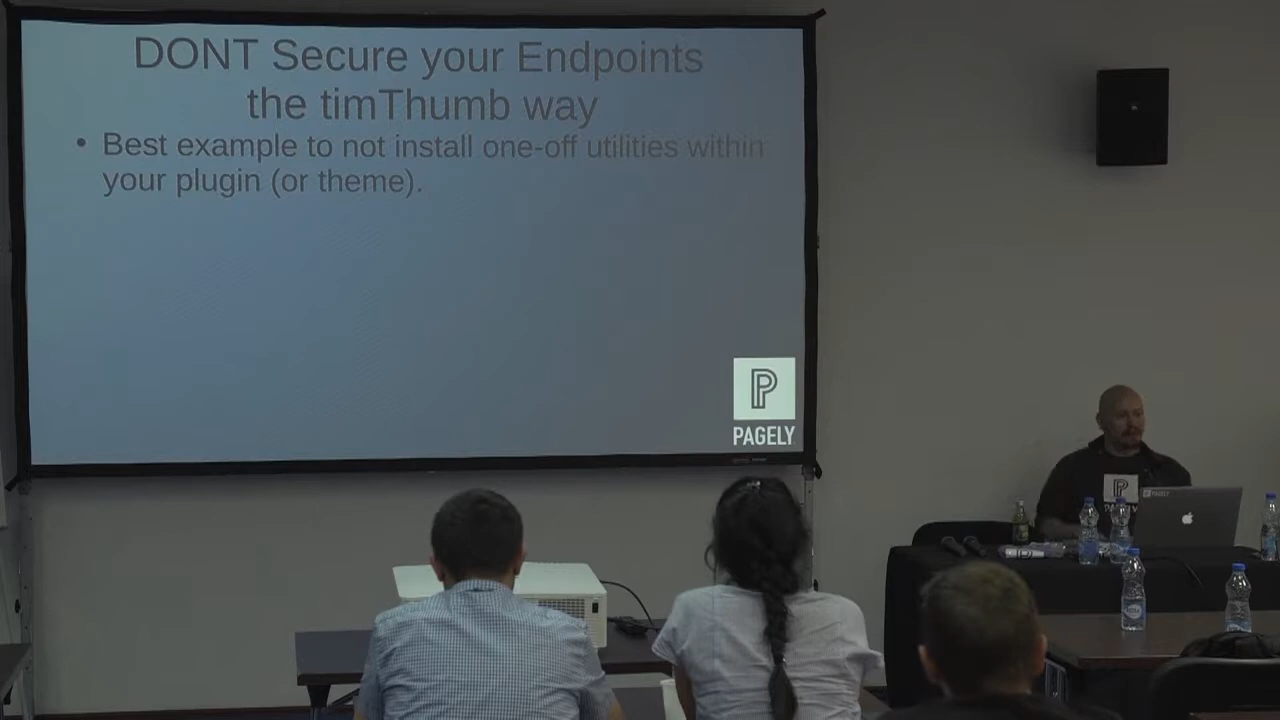 DONT Secure your Endpoints
the timThumb way
• Best example to not install one-off utilities within
your plugin (or theme).
P
PAGELY
P
PAGELY